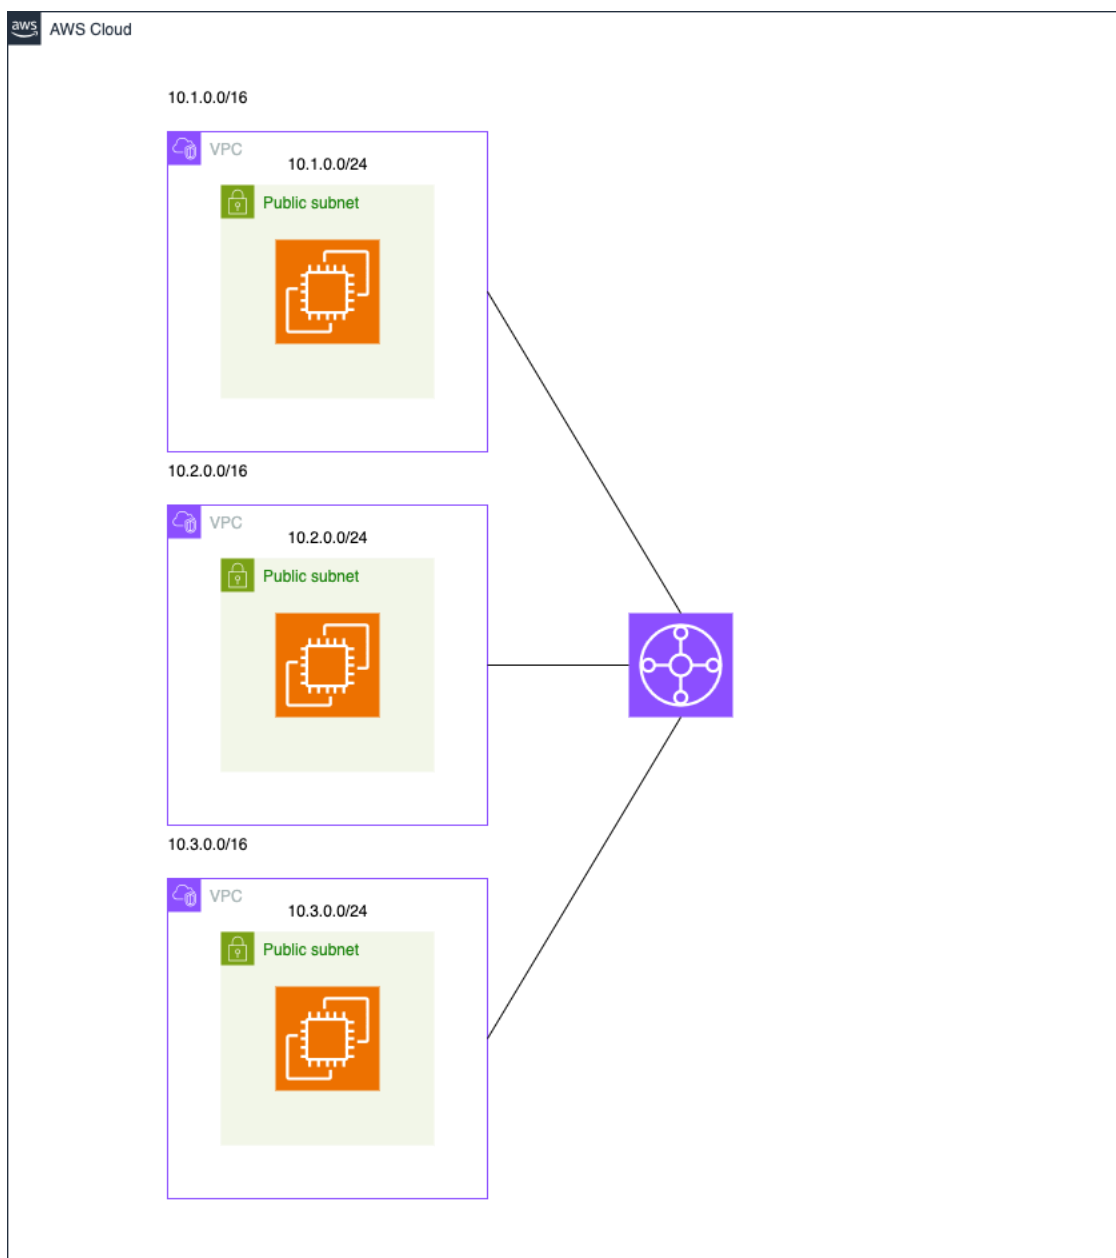 aws
AWS Cloud
10.1.0.0/16
VPC
10.1.0.0/24
Public subnet
10.2.0.0/16
VPC
10.2.0.0/24
Public subnet
10.3.0.0/16
VPC
10.3.0.0/24
Public subnet